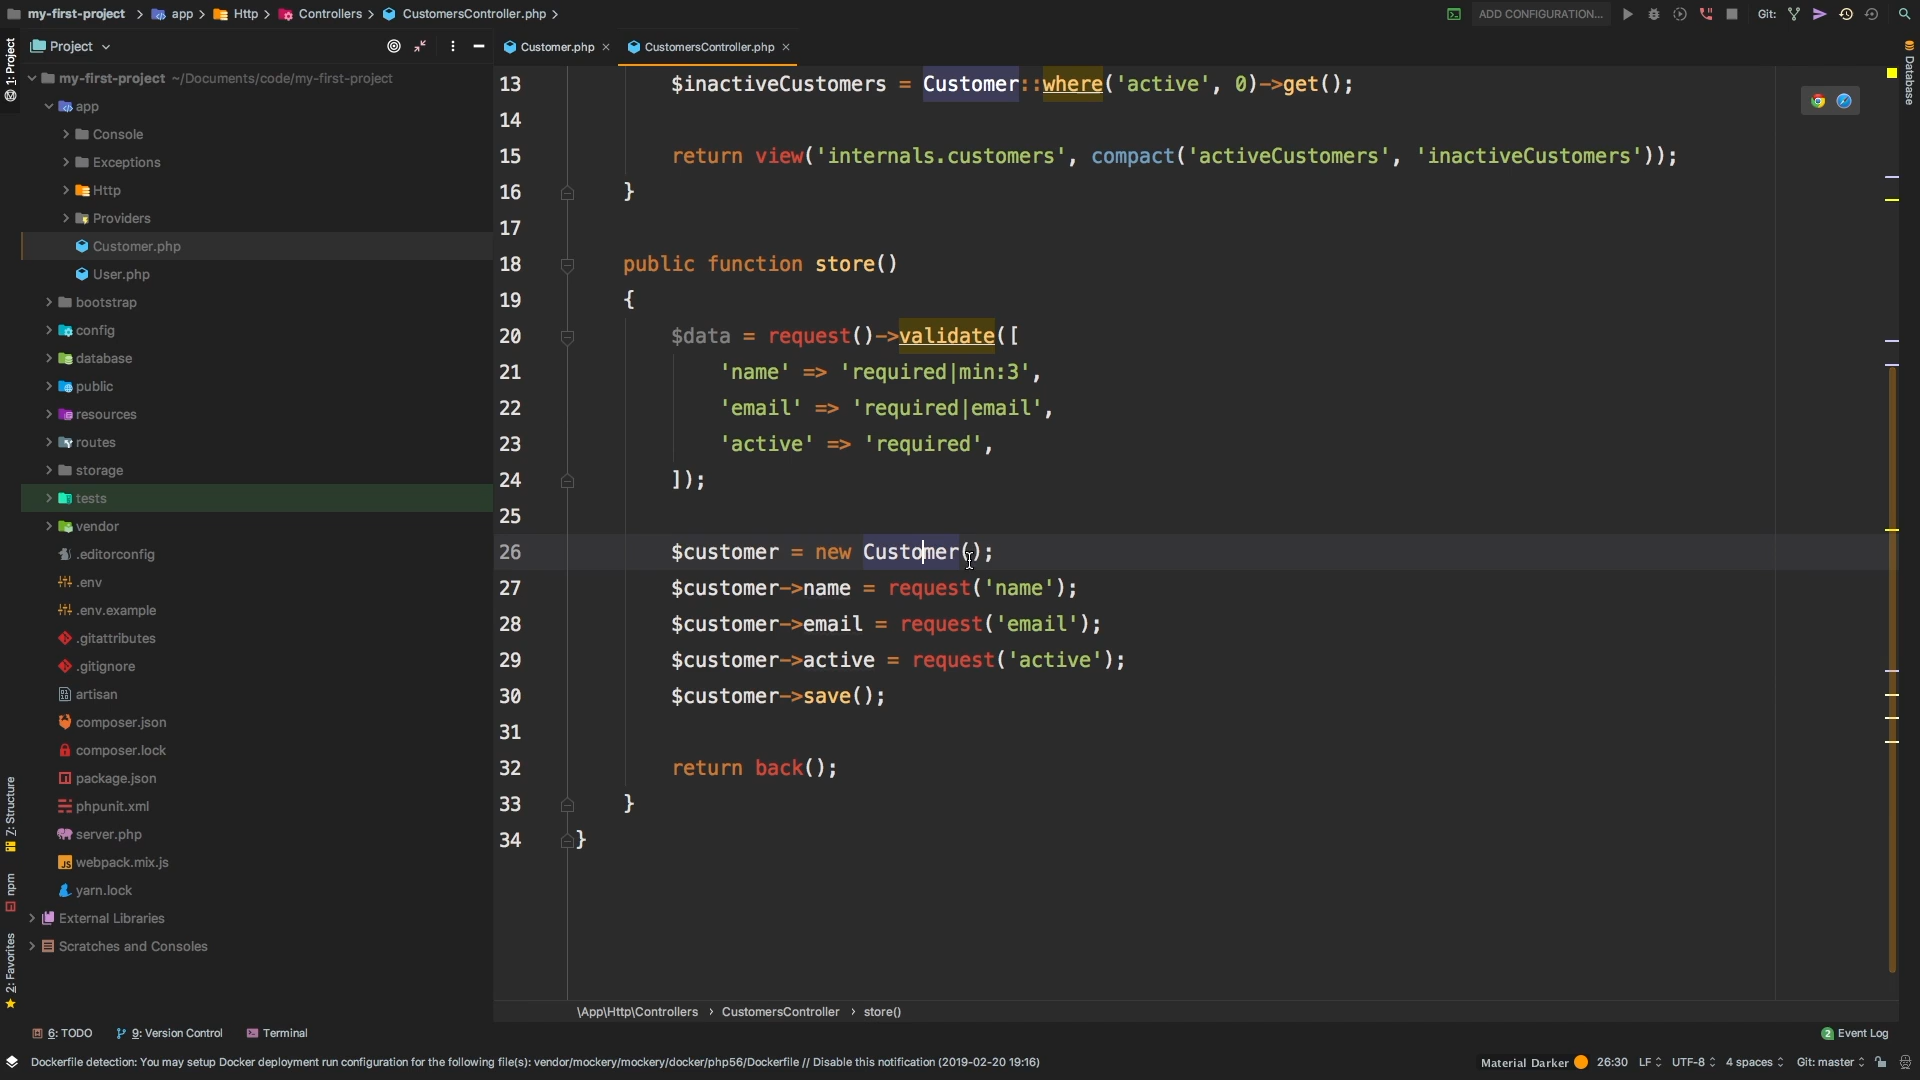 my-first-project > app > Http > Controllers > CustomersController.php >
ADD CONFIGURATION...
Git:
1: Project
Project
Customer.php
CustomersController.php
Database
my-first-project ~/Documents/code/my-first-project
app
Console
Exceptions
Http
Providers
Customer.php
User.php
bootstrap
config
database
public
resources
routes
storage
tests
vendor
.editorconfig
.env
.env.example
.gitattributes
.gitignore
artisan
composer.json
composer.lock
package.json
phpunit.xml
server.php
webpack.mix.js
yarn.lock
External Libraries
Scratches and Consoles
Z: Structure
npm
2: Favorites
13 $inactiveCustomers = Customer::where('active', 0)->get();
14
15 return view('internals.customers', compact('activeCustomers', 'inactiveCustomers'));
16 }
17
18 public function store()
19 {
20 $data = request()->validate([
21 'name' => 'required|min:3',
22 'email' => 'required|email',
23 'active' => 'required',
24 ]);
25
26 $customer = new Customer();
27 $customer->name = request('name');
28 $customer->email = request('email');
29 $customer->active = request('active');
30 $customer->save();
31
32 return back();
33 }
34 }
\App\Http\Controllers > CustomersController > store()
6: TODO
9: Version Control
Terminal
2 Event Log
Dockerfile detection: You may setup Docker deployment run configuration for the following file(s): vendor/mockery/mockery/docker/php56/Dockerfile // Disable this notification (2019-02-20 19:16)
Material Darker
26:30
LF
UTF-8
4 spaces
Git: master